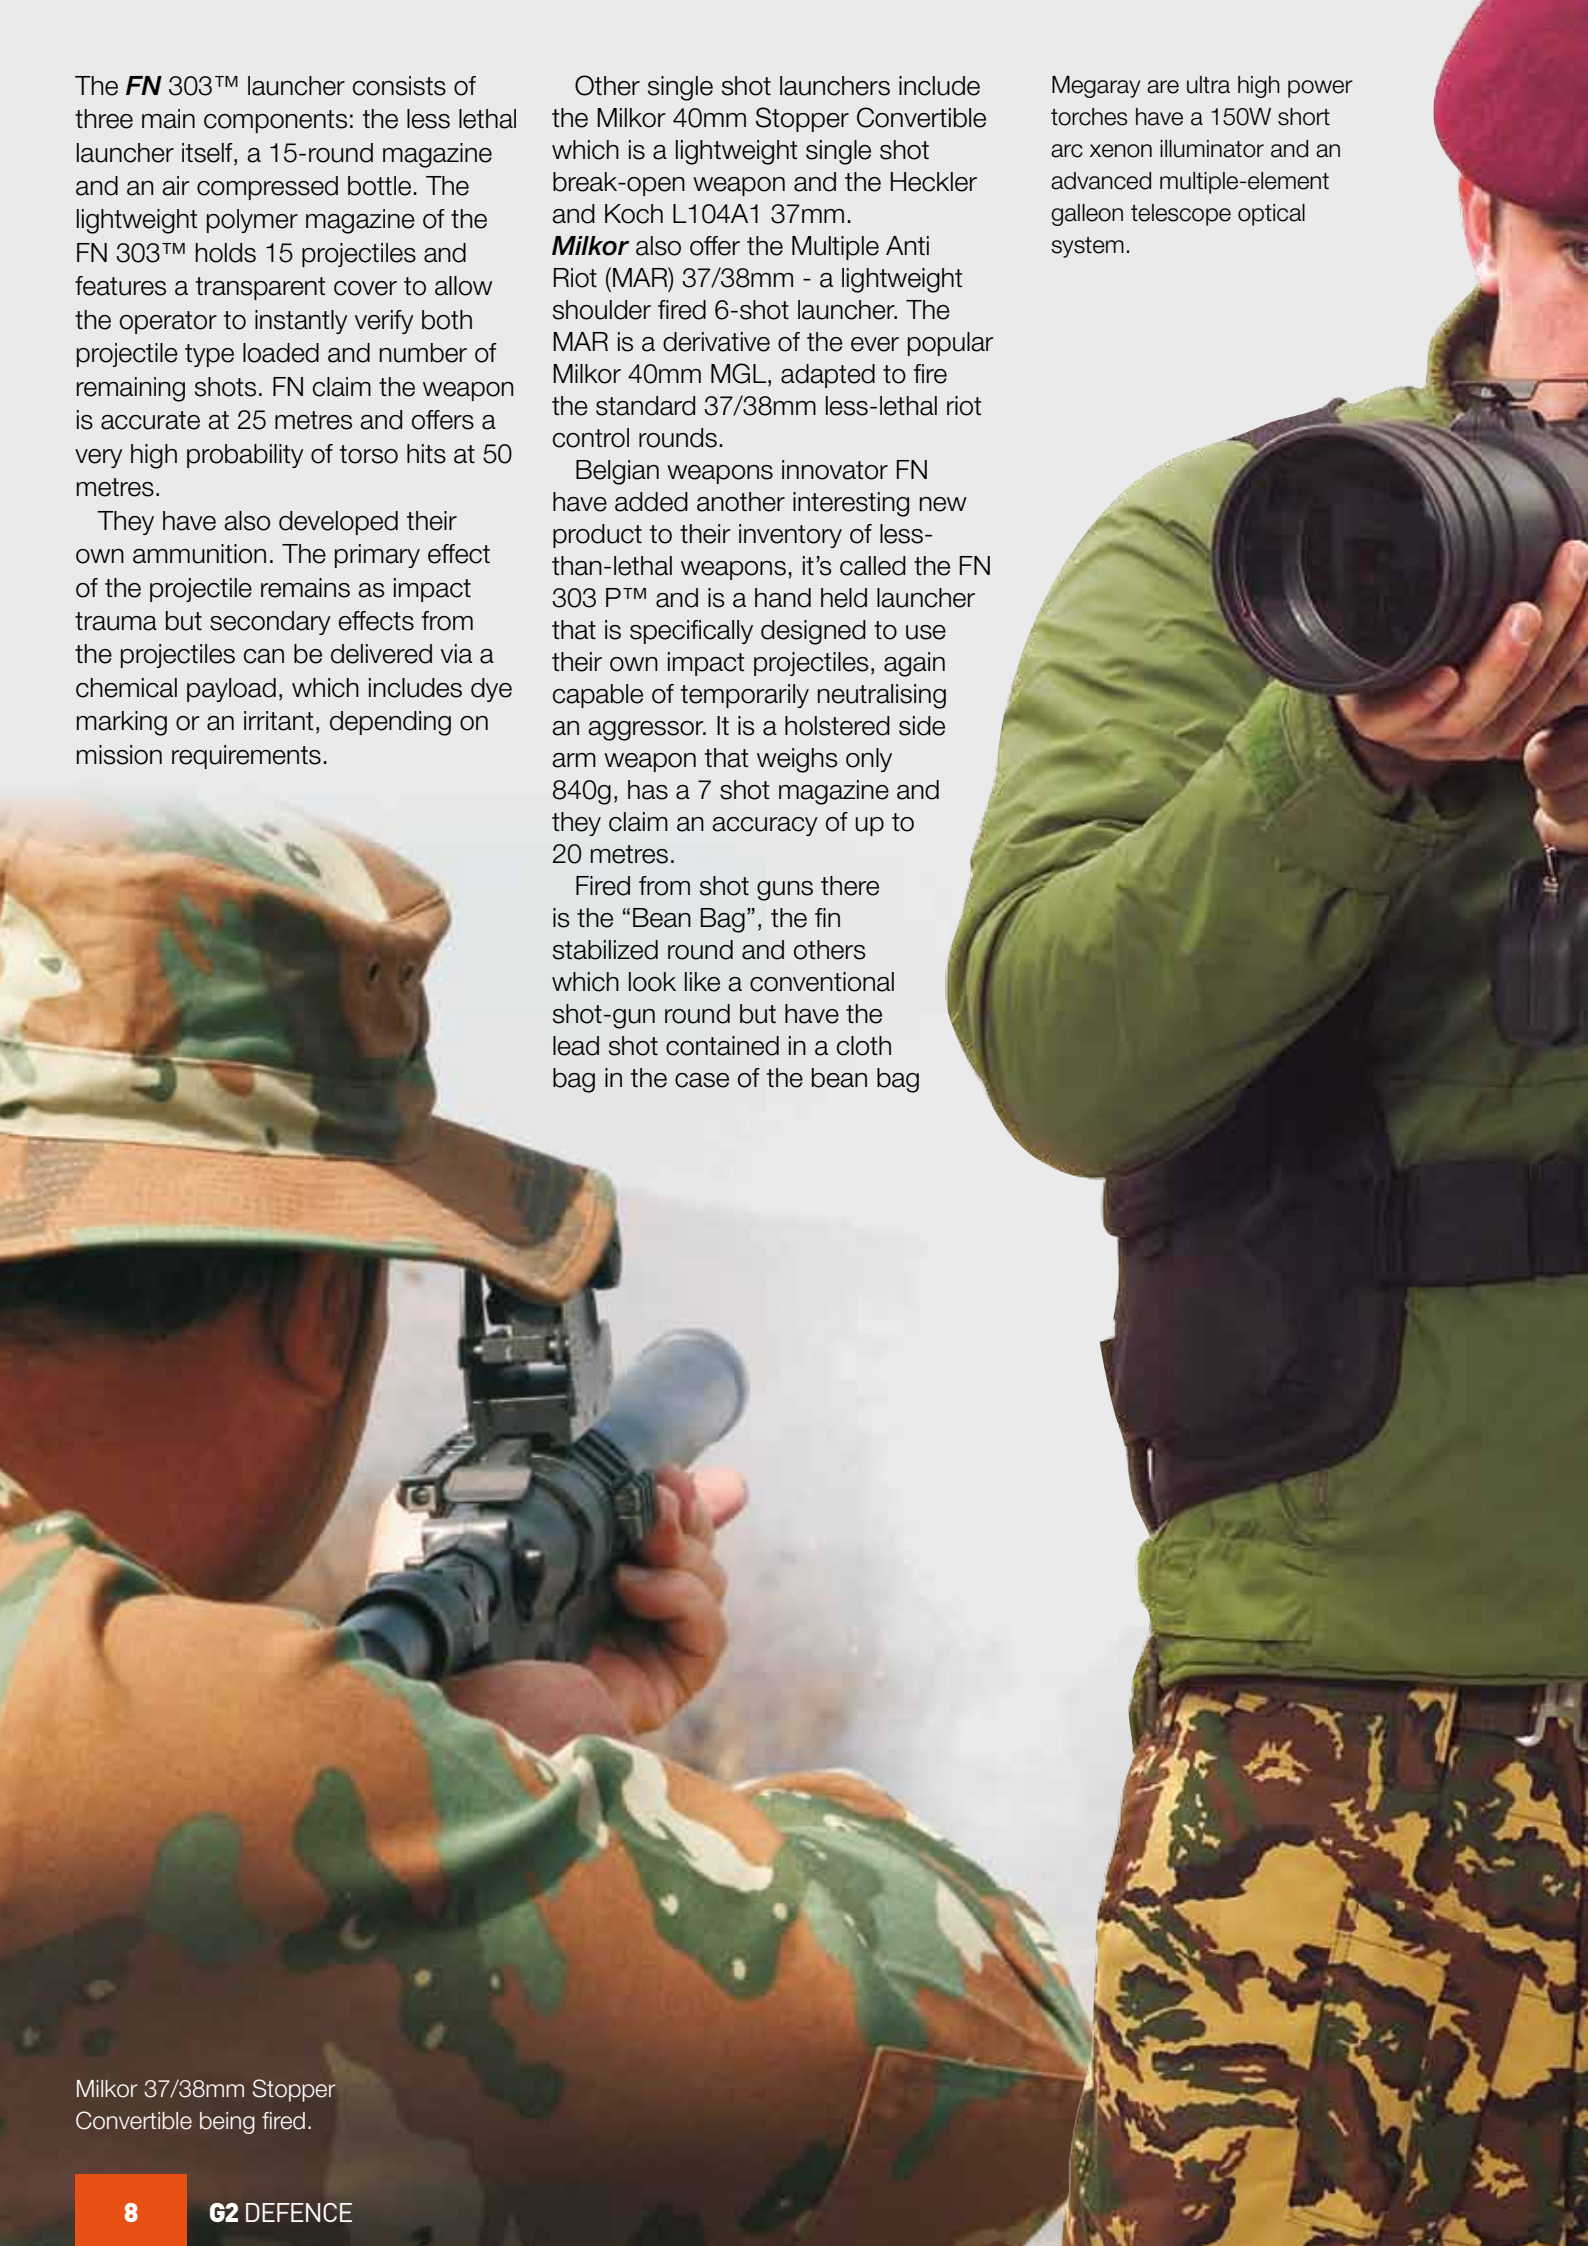 The FN 303™ launcher consists of
three main components: the less lethal
launcher itself, a 15-round magazine
and an air compressed bottle. The
lightweight polymer magazine of the
FN 303™ holds 15 projectiles and
features a transparent cover to allow
the operator to instantly verify both
projectile type loaded and number of
remaining shots. FN claim the weapon
is accurate at 25 metres and offers a
very high probability of torso hits at 50
metres.
They have also developed their
own ammunition. The primary effect
of the projectile remains as impact
trauma but secondary effects from
the projectiles can be delivered via a
chemical payload, which includes dye
marking or an irritant, depending on
mission requirements.
Other single shot launchers include
the Milkor 40mm Stopper Convertible
which is a lightweight single shot
break-open weapon and the Heckler
and Koch L104A1 37mm.
Milkor also offer the Multiple Anti
Riot (MAR) 37/38mm - a lightweight
shoulder fired 6-shot launcher. The
MAR is a derivative of the ever popular
Milkor 40mm MGL, adapted to fire
the standard 37/38mm less-lethal riot
control rounds.
Belgian weapons innovator FN
have added another interesting new
product to their inventory of less-
than-lethal weapons, it's called the FN
303 P™ and is a hand held launcher
that is specifically designed to use
their own impact projectiles, again
capable of temporarily neutralising
an aggressor. It is a holstered side
arm weapon that weighs only
840g, has a 7 shot magazine and
they claim an accuracy of up to
20 metres.
Fired from shot guns there
is the “Bean Bag”, the fin
stabilized round and others
which look like a conventional
shot-gun round but have the
lead shot contained in a cloth
bag in the case of the bean bag
Megaray are ultra high power
torches have a 150W short
arc xenon illuminator and an
advanced multiple-element
galleon telescope optical
system.
Milkor 37/38mm Stopper
Convertible being fired.
8 G2 DEFENCE